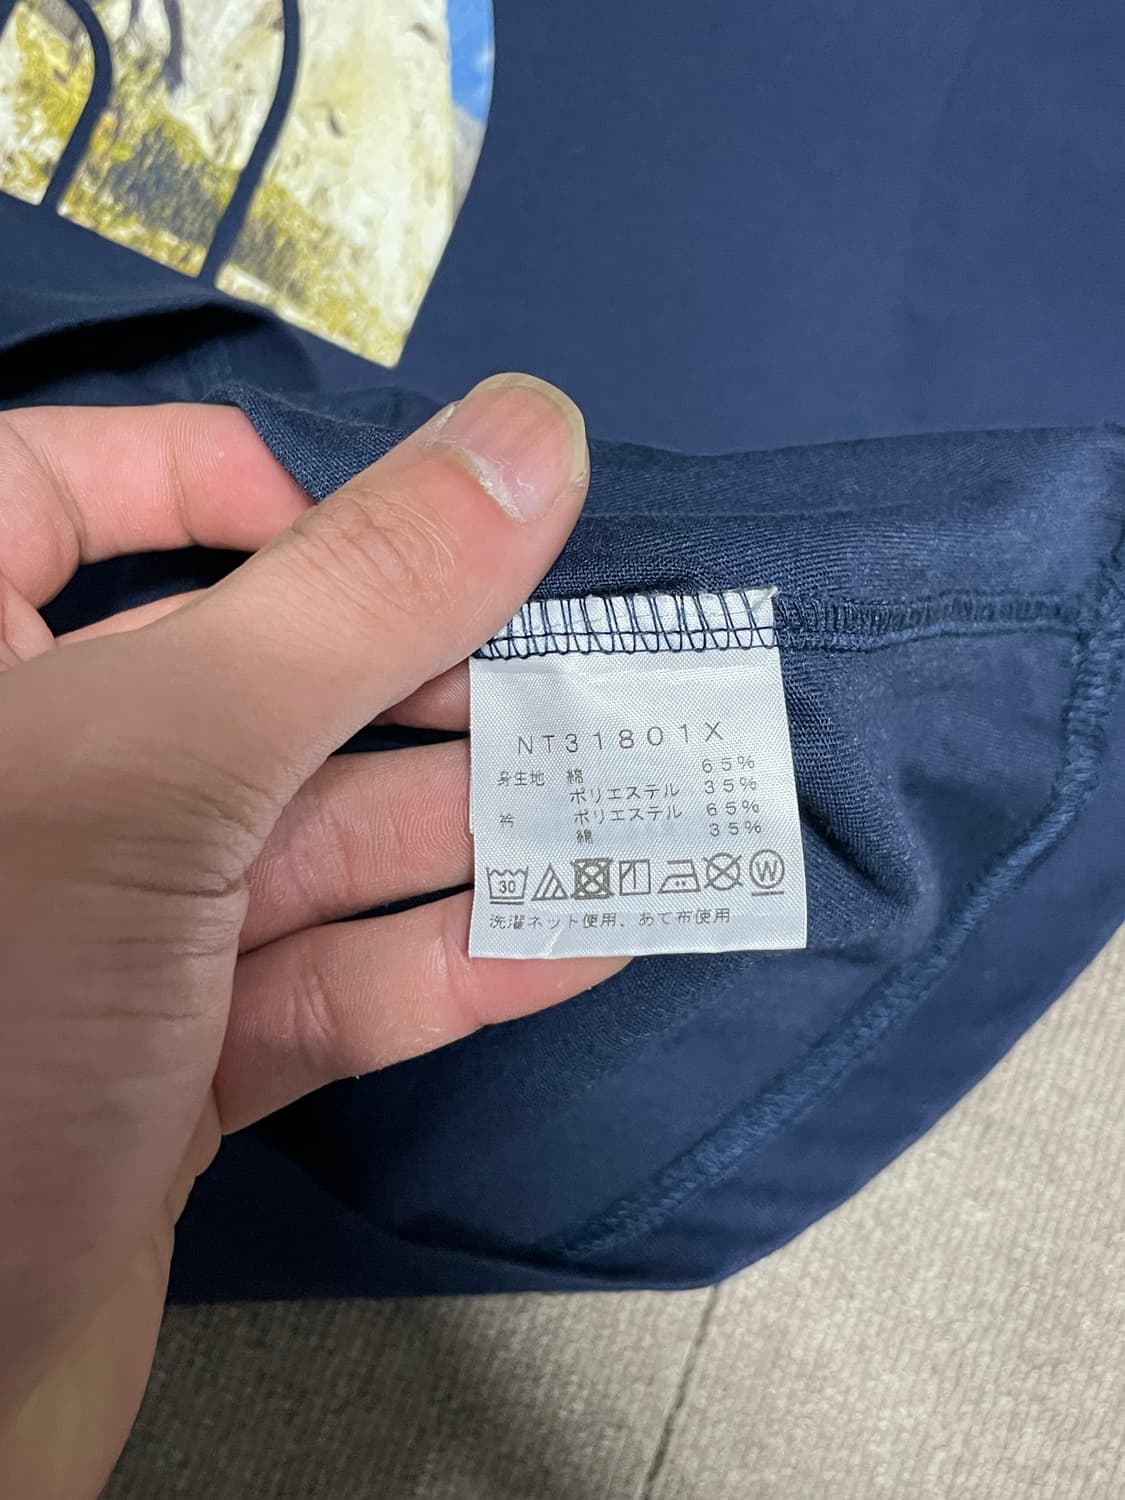 NT31801X
身生地 綿 65%
ポリエステル 35%
衿 ポリエステル 65%
綿 35%
30 W
洗濯ネット使用、あて布使用